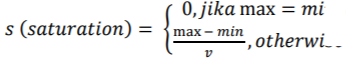 s (saturation) = { 0, jika max = mi
max − min / v , otherwi